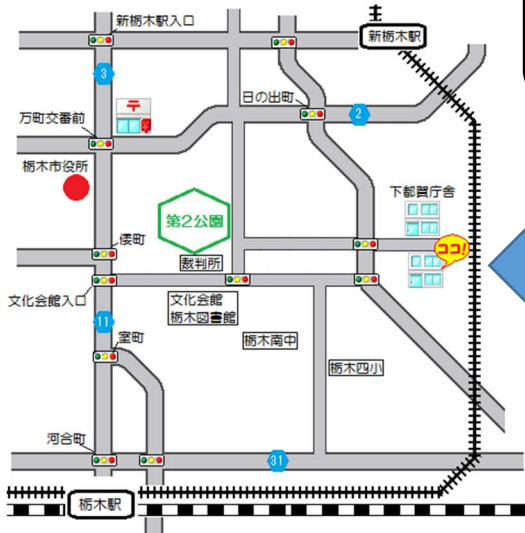 新栃木駅入口
新栃木駅
3
〒
日の出町
2
万町交番前
栃木市役所
下都賀庁舎
第2公園
倭町
ココ!
裁判所
文化会館入口
文化会館
栃木図書館
11
室町
栃木南中
栃木四小
河合町
31
栃木駅